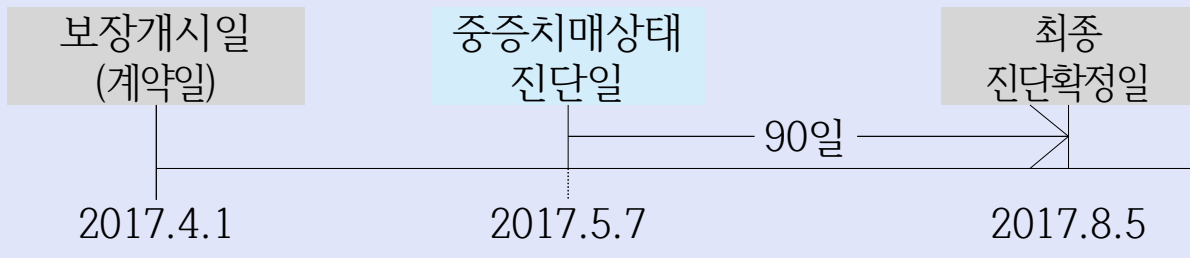 보장개시일
(계약일)
중증치매상태
진단일
최종
진단확정일
90일
2017.4.1
2017.5.7
2017.8.5